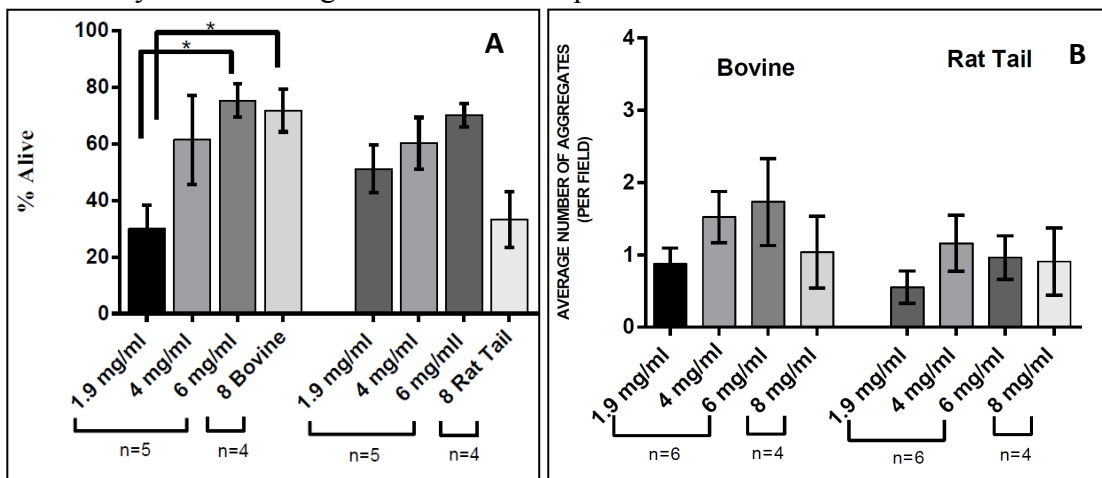 100
80
60
40
20
0
% Alive
*
*
A
1.9 mg/ml
4 mg/ml
6 mg/ml
8 Bovine
1.9 mg/ml
4 mg/ml
6 mg/mll
8 Rat Tail
n=5
n=4
n=5
n=4
4
3
2
1
0
AVERAGE NUMBER OF AGGREGATES
(PER FIELD)
Bovine
Rat Tail
B
1.9 mg/ml
4 mg/ml
6 mg/ml
8 mg/ml
1.9 mg/ml
4 mg/ml
6 mg/ml
8 mg/ml
n=6
n=4
n=6
n=4